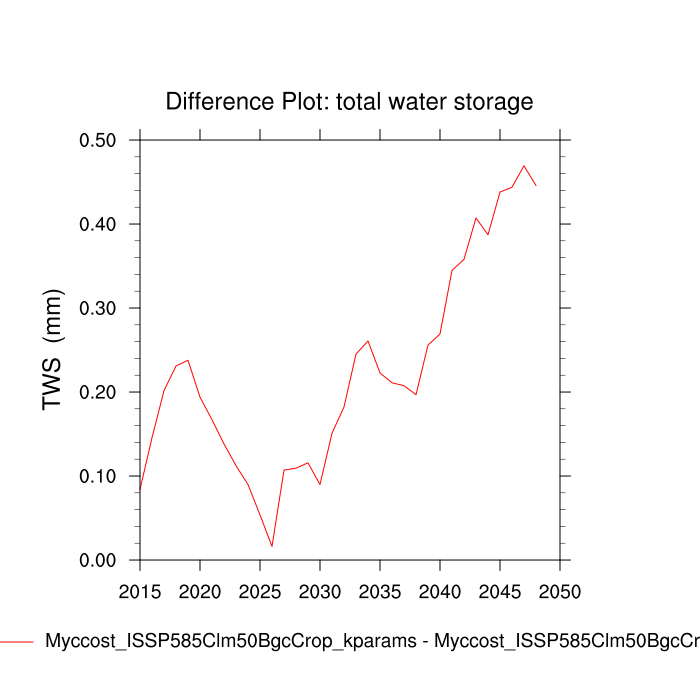 Difference Plot: total water storage
0.50
0.40
0.30
0.20
0.10
0.00
TWS (mm)
2015 2020 2025 2030 2035 2040 2045 2050
Myccost_ISSP585Clm50BgcCrop_kparams - Myccost_ISSP585Clm50BgcCr